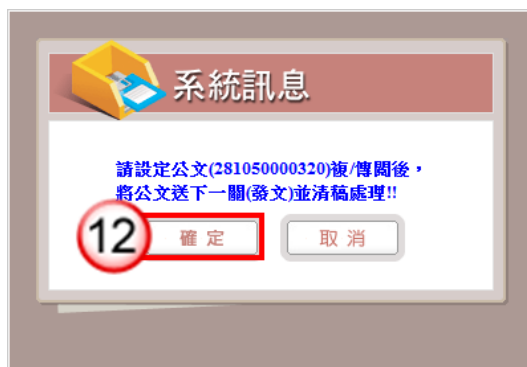 系統訊息
請設定公文(281050000320)複/傳閱後，
將公文送下一關(發文)並清稿處理!!
12 確定 取消